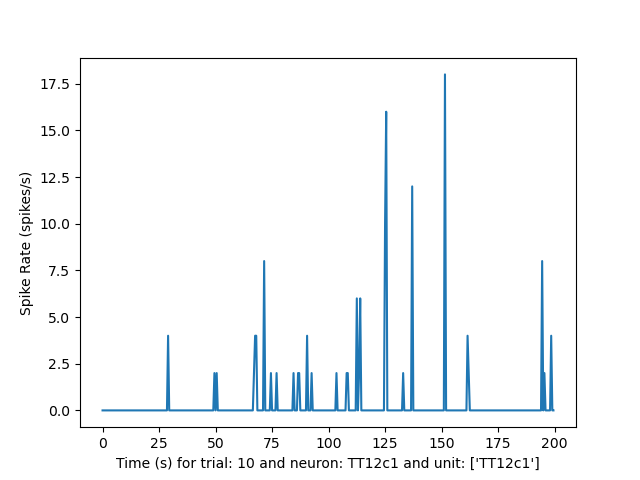 17.5
15.0
12.5
10.0
7.5
5.0
2.5
0.0
Spike Rate (spikes/s)
0 25 50 75 100 125 150 175 200
Time (s) for trial: 10 and neuron: TT12c1 and unit: ['TT12c1']